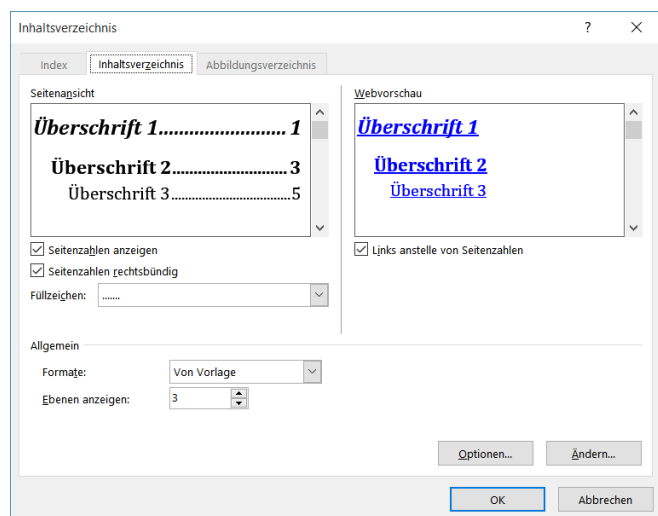 Inhaltsverzeichnis ?
Index Inhaltsverzeichnis Abbildungsverzeichnis
Seitenansicht
Überschrift 1............................ 1
Überschrift 2........................... 3
Überschrift 3................................... 5
Seitenzahlen anzeigen
Seitenzahlen rechtsbündig
Füllzeichen: .......
Webvorschau
Überschrift 1
Überschrift 2
Überschrift 3
Links anstelle von Seitenzahlen
Allgemein
Formate: Von Vorlage
Ebenen anzeigen: 3
Optionen... Ändern...
OK Abbrechen